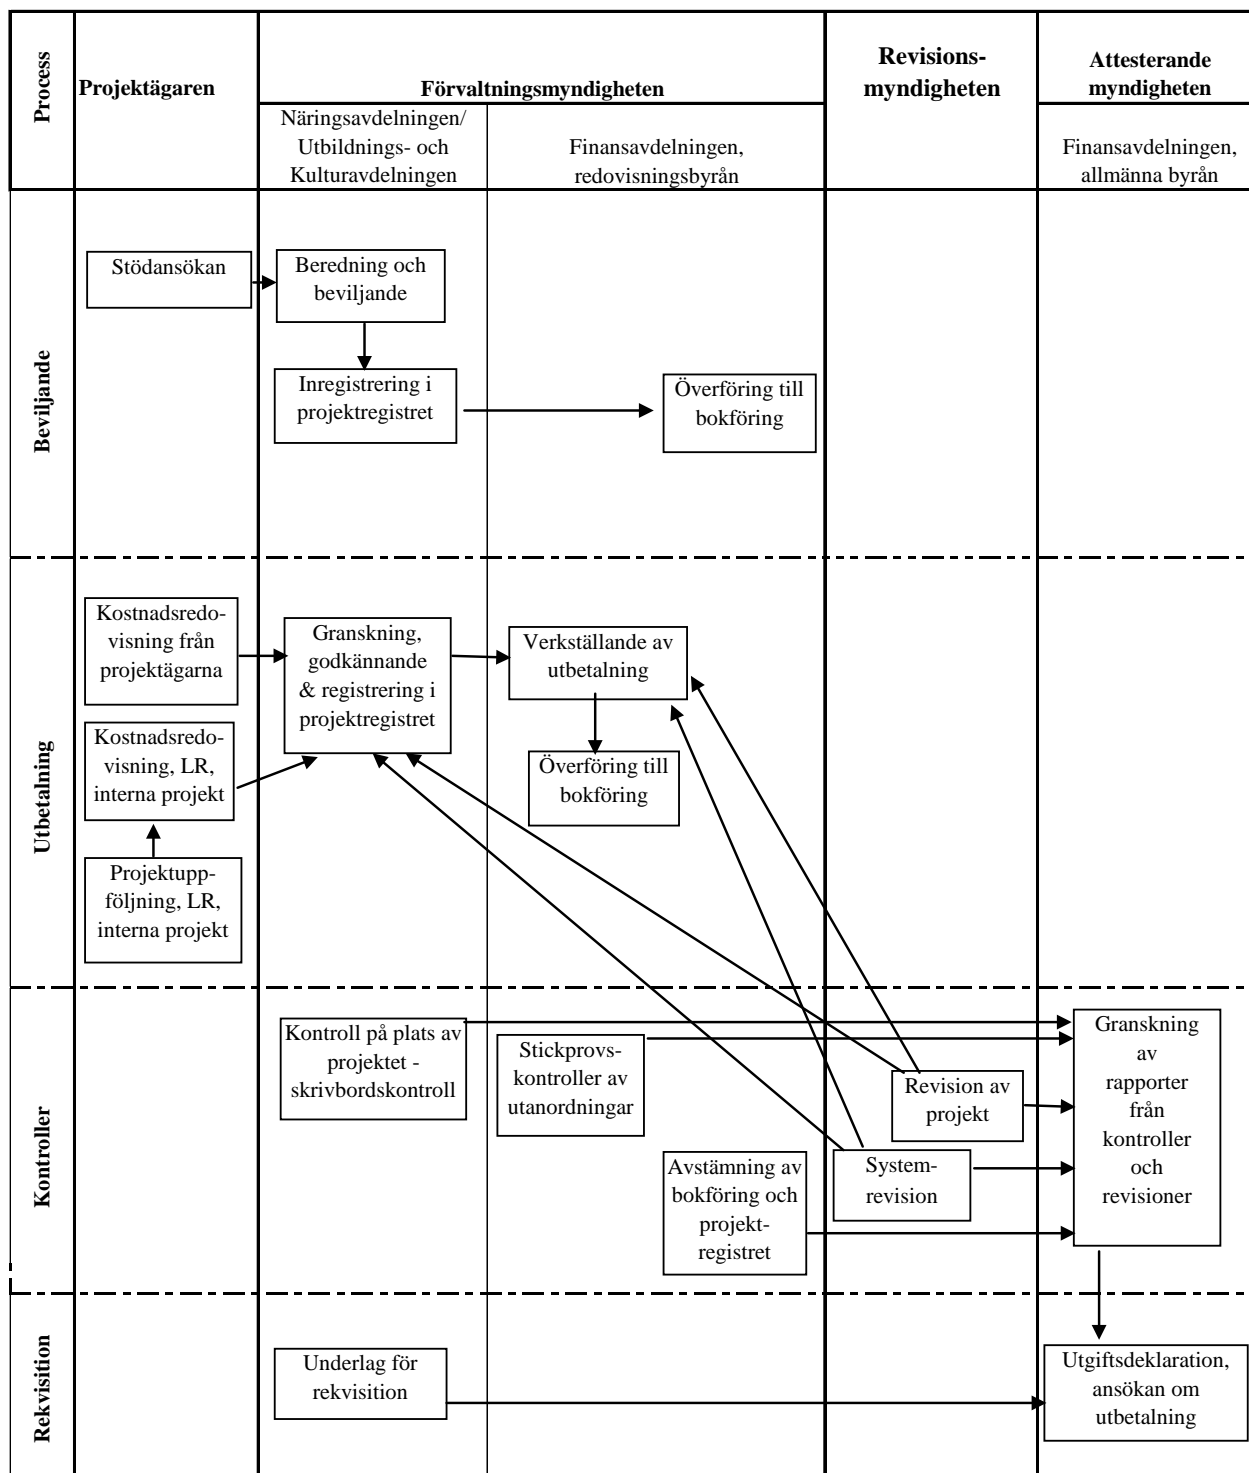 Process
Projektägaren
Förvaltningsmyndigheten
Revisions-
myndigheten
Attesterande
myndigheten
Näringsavdelningen/
Utbildnings- och
Kulturavdelningen
Finansavdelningen,
redovisningsbyrån
Finansavdelningen,
allmänna byrån
Beviljande
Stödansökan
Beredning och
beviljande
Inregistrering i
projektregistret
Överföring till
bokföring
Utbetalning
Kostnadsredo-
visning från
projektägarna
Granskning,
godkännande
& registrering i
projektregistret
Verkställande av
utbetalning
Kostnadsredo-
visning, LR,
interna projekt
Överföring till
bokföring
Projektupp-
följning, LR,
interna projekt
Kontroller
Kontroll på plats av
projektet -
skrivbordskontroll
Stickprovs-
kontroller av
utanordningar
Revision av
projekt
Granskning
av
rapporter
från
kontroller
och
revisioner
Avstämning av
bokföring och
projekt-
registret
System-
revision
Rekvisition
Underlag för
rekvisition
Utgiftsdeklaration,
ansökan om
utbetalning